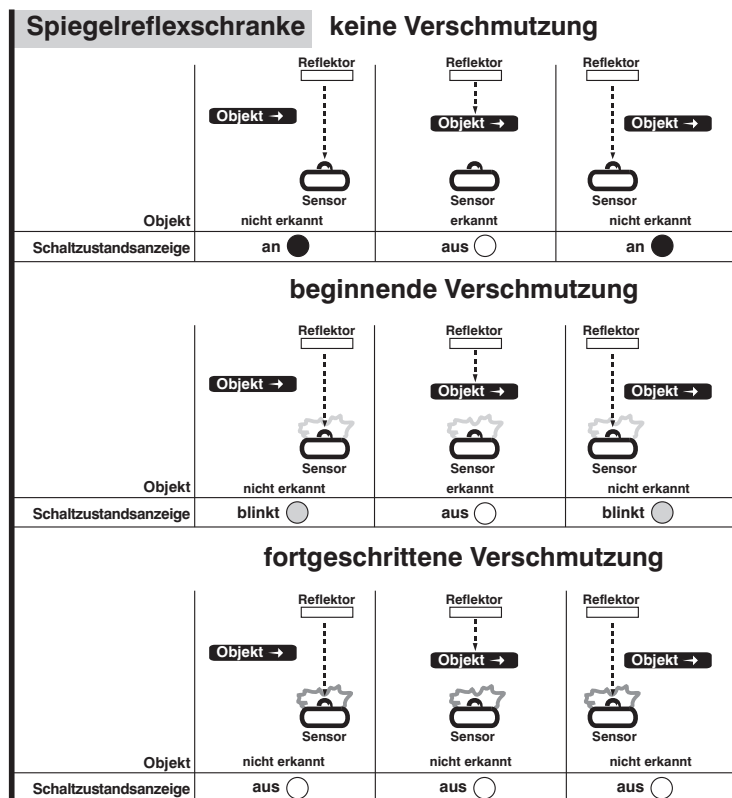 Spiegelreflexschranke keine Verschmutzung
Reflektor Reflektor Reflektor
Objekt → Objekt → Objekt →
Sensor Sensor Sensor
Objekt nicht erkannt erkannt nicht erkannt
Schaltzustandsanzeige an aus an
beginnende Verschmutzung
Reflektor Reflektor Reflektor
Objekt → Objekt → Objekt →
Sensor Sensor Sensor
Objekt nicht erkannt erkannt nicht erkannt
Schaltzustandsanzeige blinkt aus blinkt
fortgeschrittene Verschmutzung
Reflektor Reflektor Reflektor
Objekt → Objekt → Objekt →
Sensor Sensor Sensor
Objekt nicht erkannt nicht erkannt nicht erkannt
Schaltzustandsanzeige aus aus aus